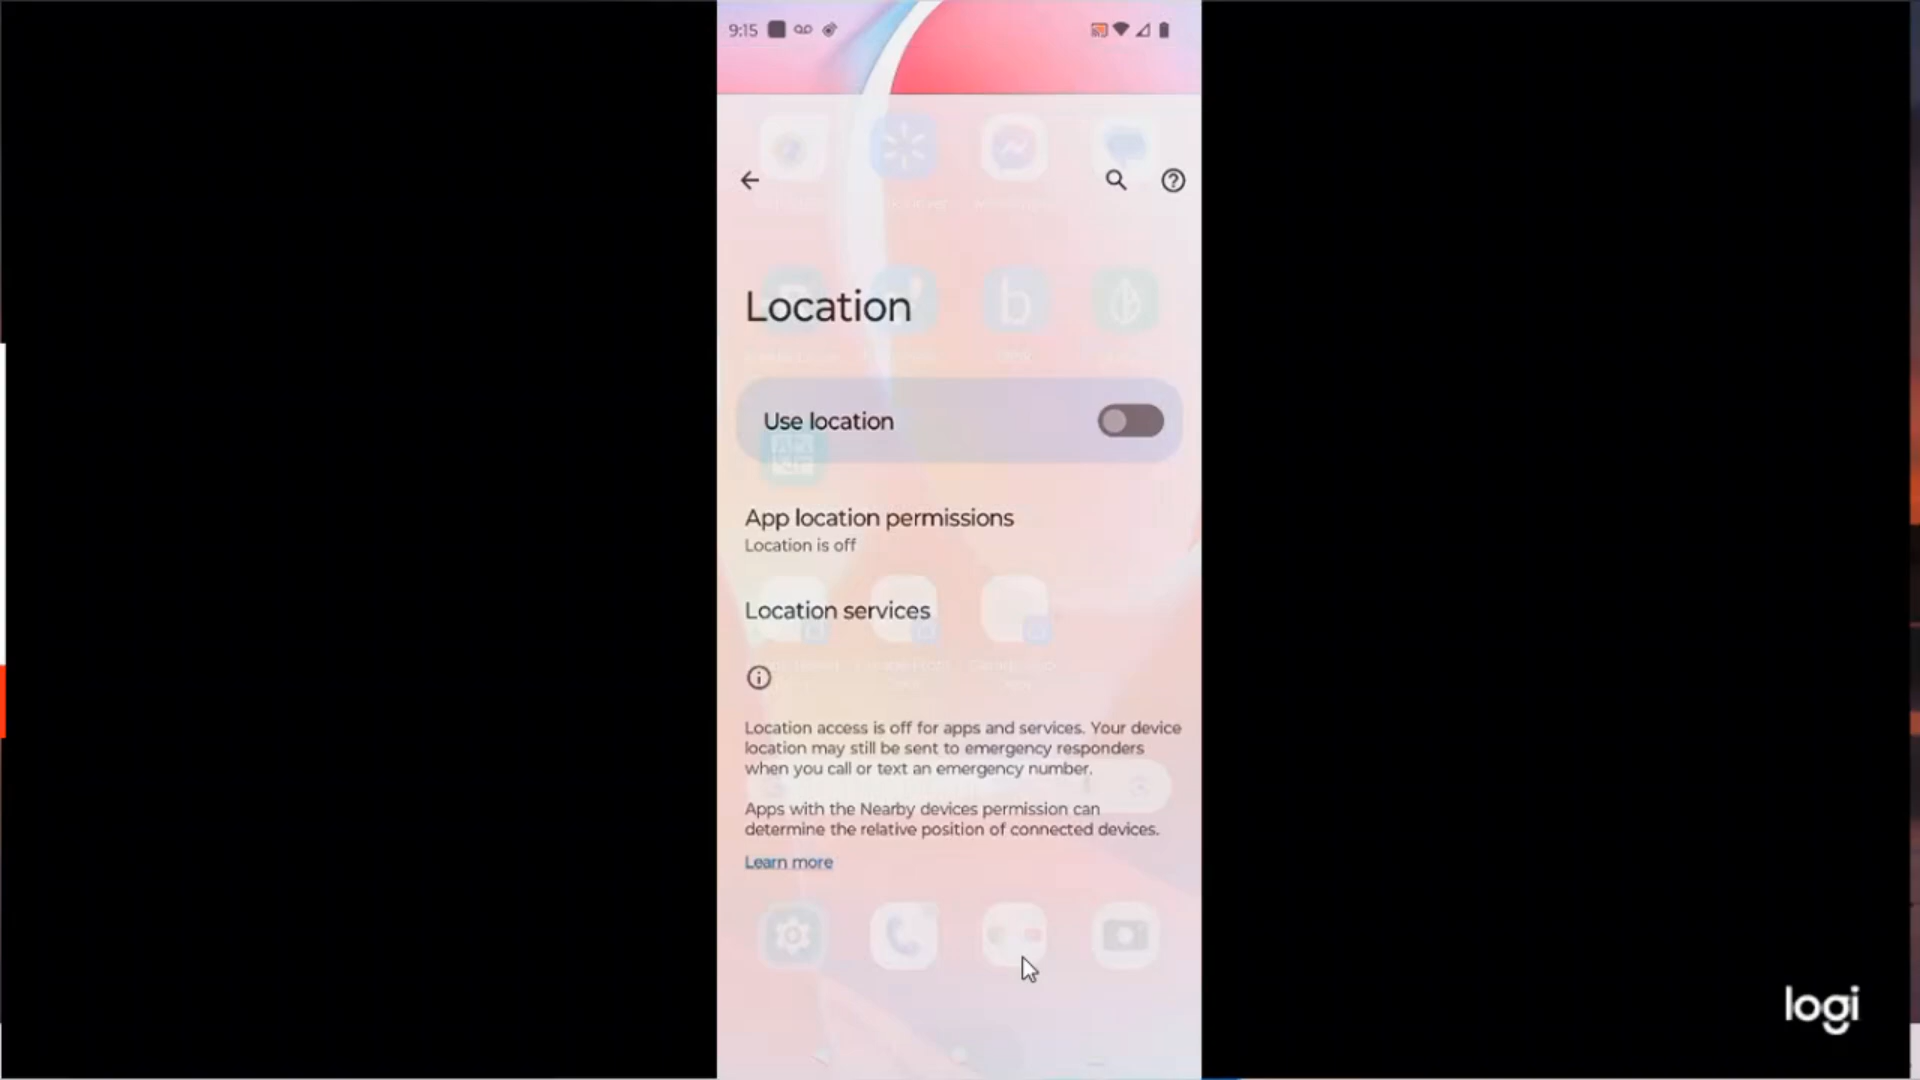 9:15
Location
Use location
App location permissions
Location is off
Location services
Location access is off for apps and services. Your device
location may still be sent to emergency responders
when you call or text an emergency number.
Apps with the Nearby devices permission can
determine the relative position of connected devices.
Learn more
logi